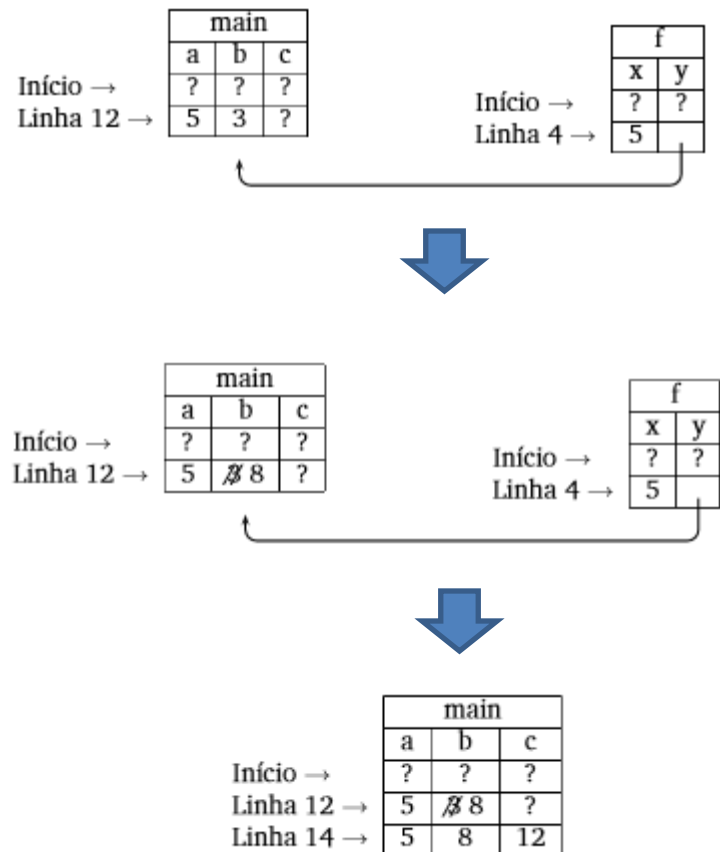 main
a b c
Início → ? ? ?
Linha 12 → 5 3 ?
f
x y
Início → ? ?
Linha 4 → 5
main
a b c
Início → ? ? ?
Linha 12 → 5 3 8 ?
f
x y
Início → ? ?
Linha 4 → 5
main
a b c
Início → ? ? ?
Linha 12 → 5 3 8 ?
Linha 14 → 5 8 12